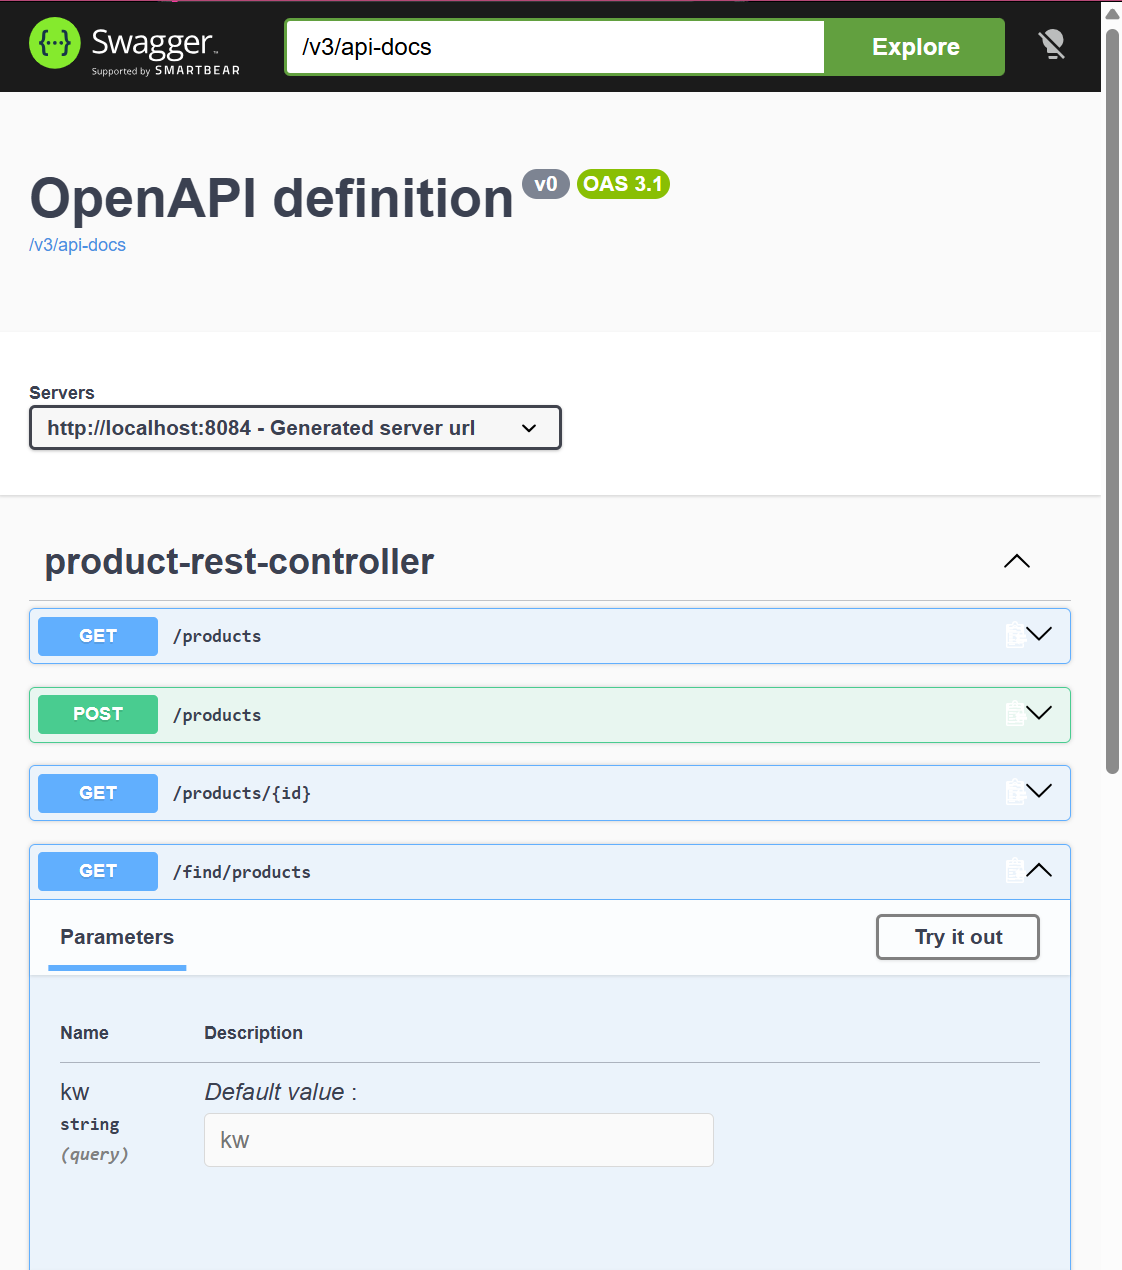 Swagger™
Supported by SMARTBEAR
/v3/api-docs
Explore
OpenAPI definition v0 OAS 3.1
/v3/api-docs
Servers
http://localhost:8084 - Generated server url
product-rest-controller
GET /products
POST /products
GET /products/{id}
GET /find/products
Parameters
Try it out
Name Description
kw Default value :
string
kw
(query)